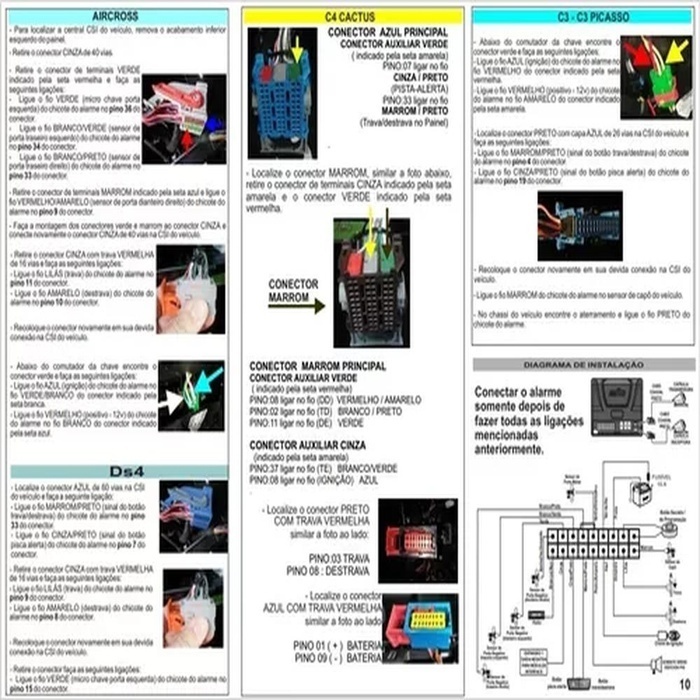 AIRCROSS
- Para localizar a central CSI do veículo, remova o acabamento inferior
esquerdo do painel.
- Retire o conector CINZA de 40 vias.
- Retire o conector de terminais VERDE
indicado pela seta vermelha e faça as
seguintes ligações:
- Ligue o fio VERDE (micro chave porta
esquerda) do chicote do alarme no pino 36 do
conector.
- Ligue o fio BRANCO/VERDE (sensor de
porta traseiro esquerdo) do chicote do alarme
no pino 34 do conector.
- Ligue o fio BRANCO/PRETO (sensor de
porta traseiro direito) do chicote do alarme no
pino 33 do conector.
- Retire o conector de terminais MARROM indicado pela seta azul e ligue o
fio VERMELHO/AMARELO (sensor de porta dianteiro direito) do chicote do
alarme no pino 9 do conector.
- Faça a montagem dos conectores verde e marrom ao conector CINZA e
conecte novamente o conector CINZA de 40 vias na CSI do veículo.
- Retire o conector CINZA com trava VERMELHA
de 16 vias e faça as seguintes ligações:
- Ligue o fio LILÁS (trava) do chicote do alarme no
pino 11 do conector.
- Ligue o fio AMARELO (destrava) do chicote do
alarme no pino 10 do conector.
- Recoloque o conector novamente em sua devida
conexão na CSI do veículo.
- Abaixo do comutador da chave encontre o
conector verde e faça as seguintes ligações:
- Ligue o fio AZUL (ignição) do chicote do alarme no
fio VERDE/BRANCO do conector indicado pela
seta branca.
- Ligue o fio VERMELHO (positivo - 12v) do chicote
do alarme no fio BRANCO do conector indicado
pela seta azul.
Ds4
- Localize o conector AZUL de 60 vias na CSI
do veículo e faça a seguinte ligação:
- Ligue o fio MARROM/PRETO (sinal do botão
trava/destrava) do chicote do alarme no pino
33 do conector.
- Ligue o fio CINZA/PRETO (sinal do botão
pisca alerta) do chicote do alarme no pino 7 do
conector.
- Retire o conector CINZA com trava VERMELHA
de 16 vias e faça as seguintes ligações:
- Ligue o fio LILÁS (trava) do chicote do alarme no
pino 9 do conector.
- Ligue o fio AMARELO (destrava) do chicote do
alarme no pino 8 do conector.
- Recoloque o conector novamente em sua devida
conexão na CSI do veículo.
- Retire o conector faça as seguintes ligações:
- Ligue o fio VERDE (micro chave porta esquerda) do chicote do alarme no
pino 15 do conector.
C4 CACTUS
CONECTOR AZUL PRINCIPAL
CONECTOR AUXILIAR VERDE
( indicado pela seta amarela)
PINO:07 ligar no fio
CINZA / PRETO
(PISTA-ALERTA)
PINO:33 ligar no fio
MARROM / PRETO
(Trava/destrava no Painel)
- Localize o conector MARROM, similar a foto abaixo,
retire o conector de terminais CINZA indicado pela seta
amarela e o conector VERDE indicado pela seta
vermelha.
CONECTOR
MARROM
CONECTOR MARROM PRINCIPAL
CONECTOR AUXILIAR VERDE
( indicado pela seta vermelha )
PINO:08 ligar no fio (DD) VERMELHO / AMARELO
PINO:02 ligar no fio (TD) BRANCO / PRETO
PINO:11 ligar no fio (DE) VERDE
CONECTOR AUXILIAR CINZA
(indicado pela seta amarela)
PINO:37 ligar no fio (TE) BRANCO/VERDE
PINO:08 ligar no fio (IGNIÇÃO) AZUL
- Localize o conector PRETO
COM TRAVA VERMELHA
similar a foto ao lado:
PINO:03 TRAVA
PINO 08 : DESTRAVA
- Localize o conector
AZUL COM TRAVA VERMELHA
similar a foto ao lado
PINO 01 ( + ) BATERIA
PINO 09 ( - ) BATERIA
C3 - C3 PICASSO
- Abaixo do comutador da chave encontre o
conector verde e faça as seguintes ligações:
- Ligue o fio AZUL (ignição) do chicote do alarme no
fio VERMELHO do conector indicado pela seta
vermelha.
- Ligue o fio VERMELHO (positivo - 12v) do chicote
do alarme no fio AMARELO do conector indicado
pela seta amarela.
-Localize o conector PRETO com capa AZUL de 26 vias na CSI do veículo e
faça as seguintes ligações:
- Ligue o fio MARROM/PRETO (sinal do botão trava/destrava) do chicote do
alarme no pino 4 do conector.
- Ligue o fio CINZA/PRETO (sinal do botão pisca alerta) do chicote do
alarme no pino 19 do conector.
- Recoloque o conector novamente em sua devida conexão na CSI do
veículo.
- Ligue o fio MARROM do chicote do alarme no sensor de capô do veículo.
- No chassi do veículo encontre o aterramento e ligue o fio PRETO do
chicote do alarme.
DIAGRAMA DE INSTALAÇÃO
Conectar o alarme
somente depois de
fazer todas as ligações
mencionadas
anteriormente.
10